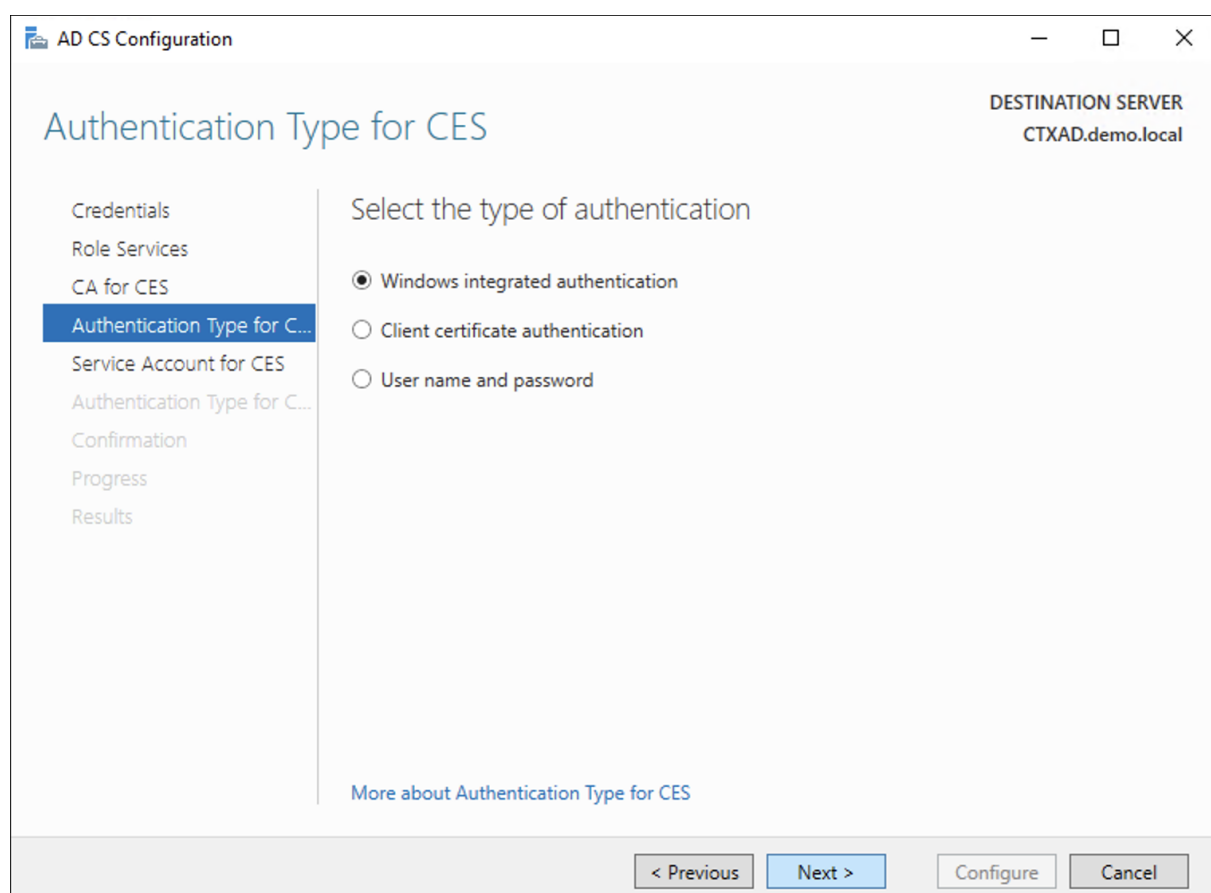 AD CS Configuration
Authentication Type for CES
DESTINATION SERVER
CTXAD.demo.local
Credentials
Role Services
CA for CES
Authentication Type for C...
Service Account for CES
Authentication Type for C...
Confirmation
Progress
Results
Select the type of authentication
Windows integrated authentication
Client certificate authentication
User name and password
More about Authentication Type for CES
< Previous
Next >
Configure
Cancel